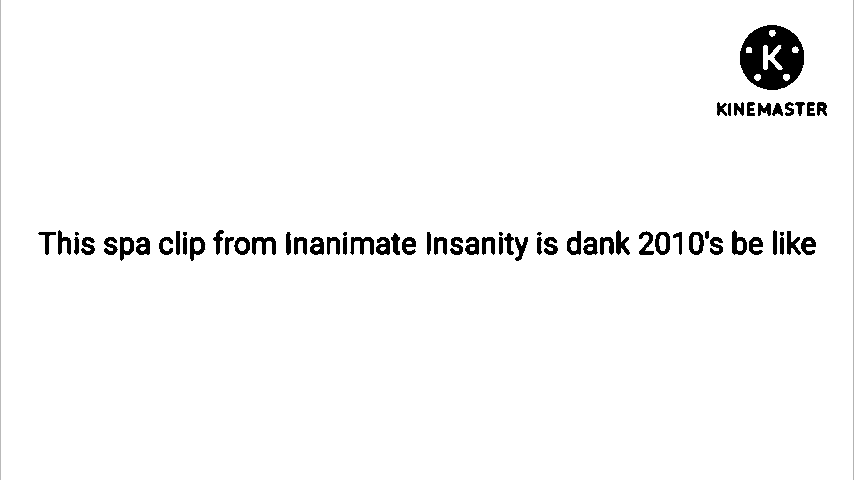 K
KINEMASTER
This spa clip from Inanimate Insanity is dank 2010's be like